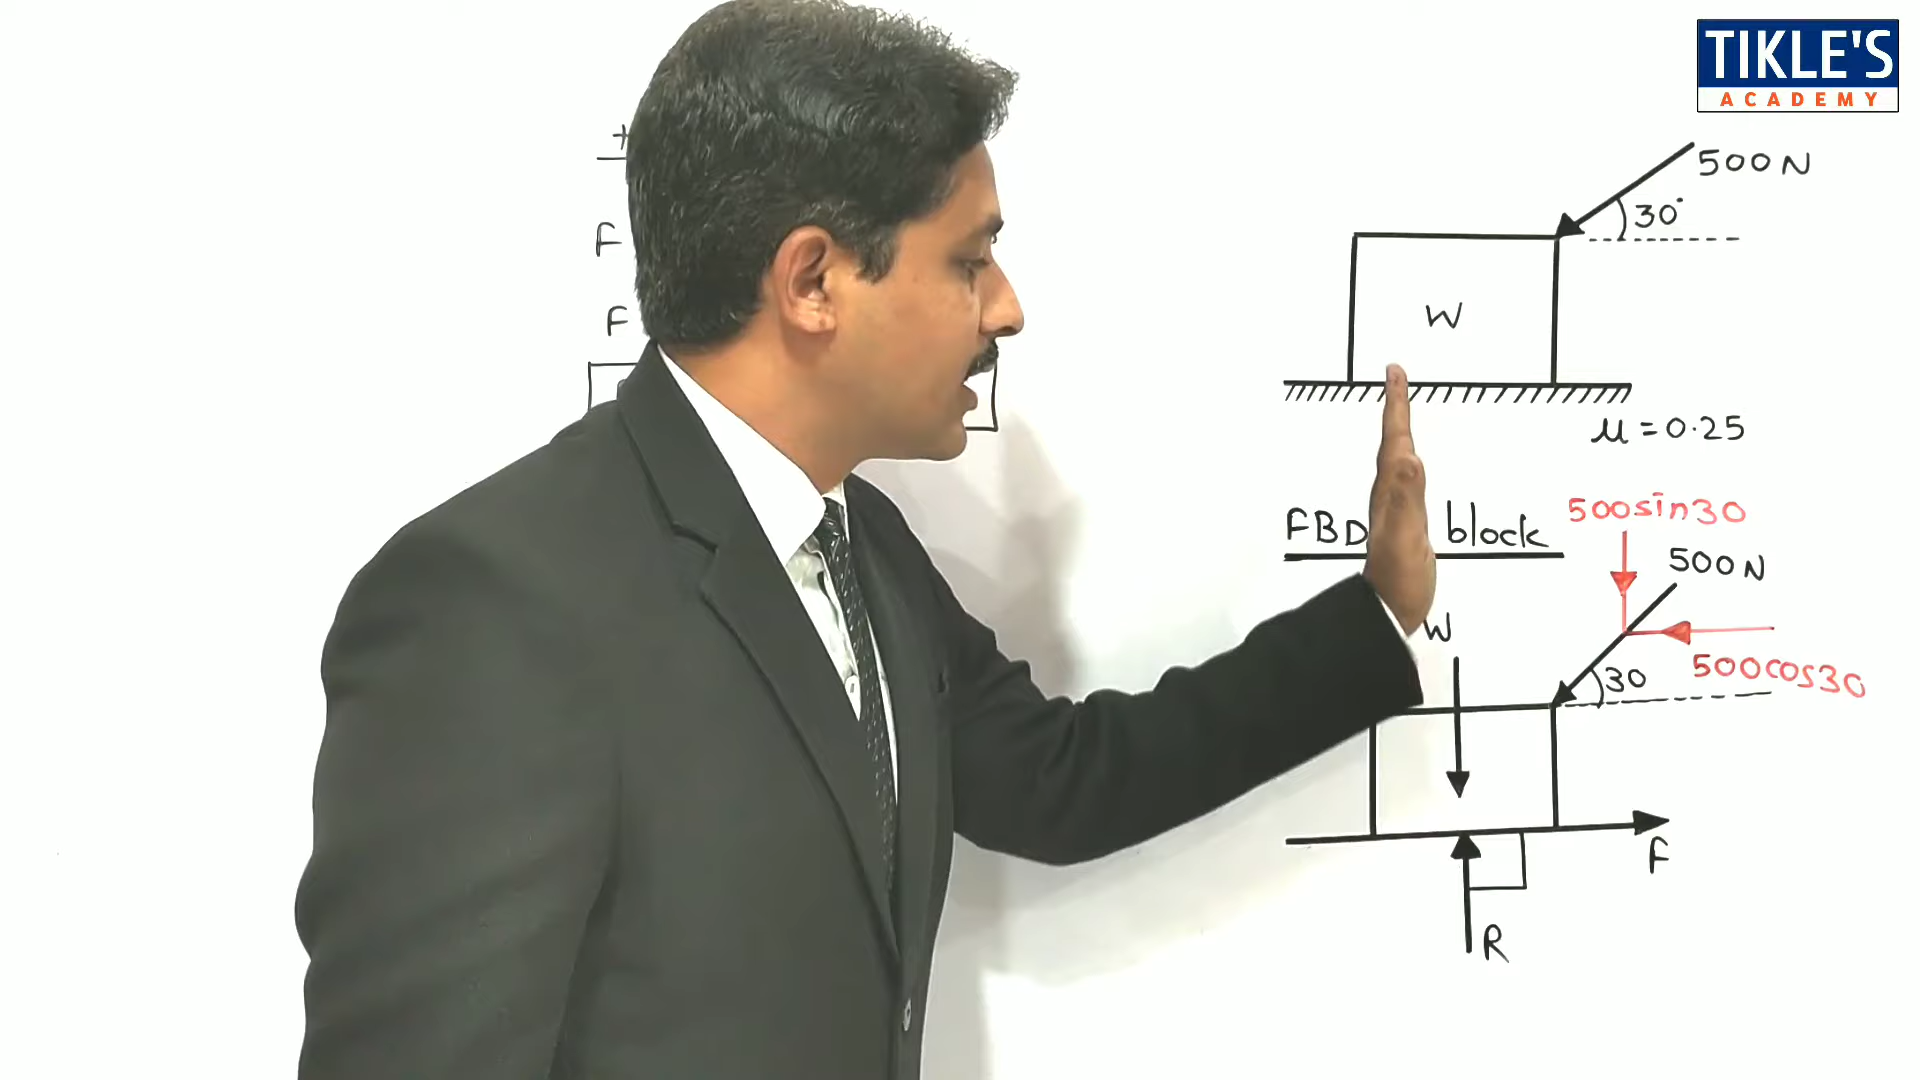 TIKLE'S
ACADEMY
+
F
F
500N
30°
W
μ=0.25
FBD block
500sin30
500N
W
30
500cos30
F
R